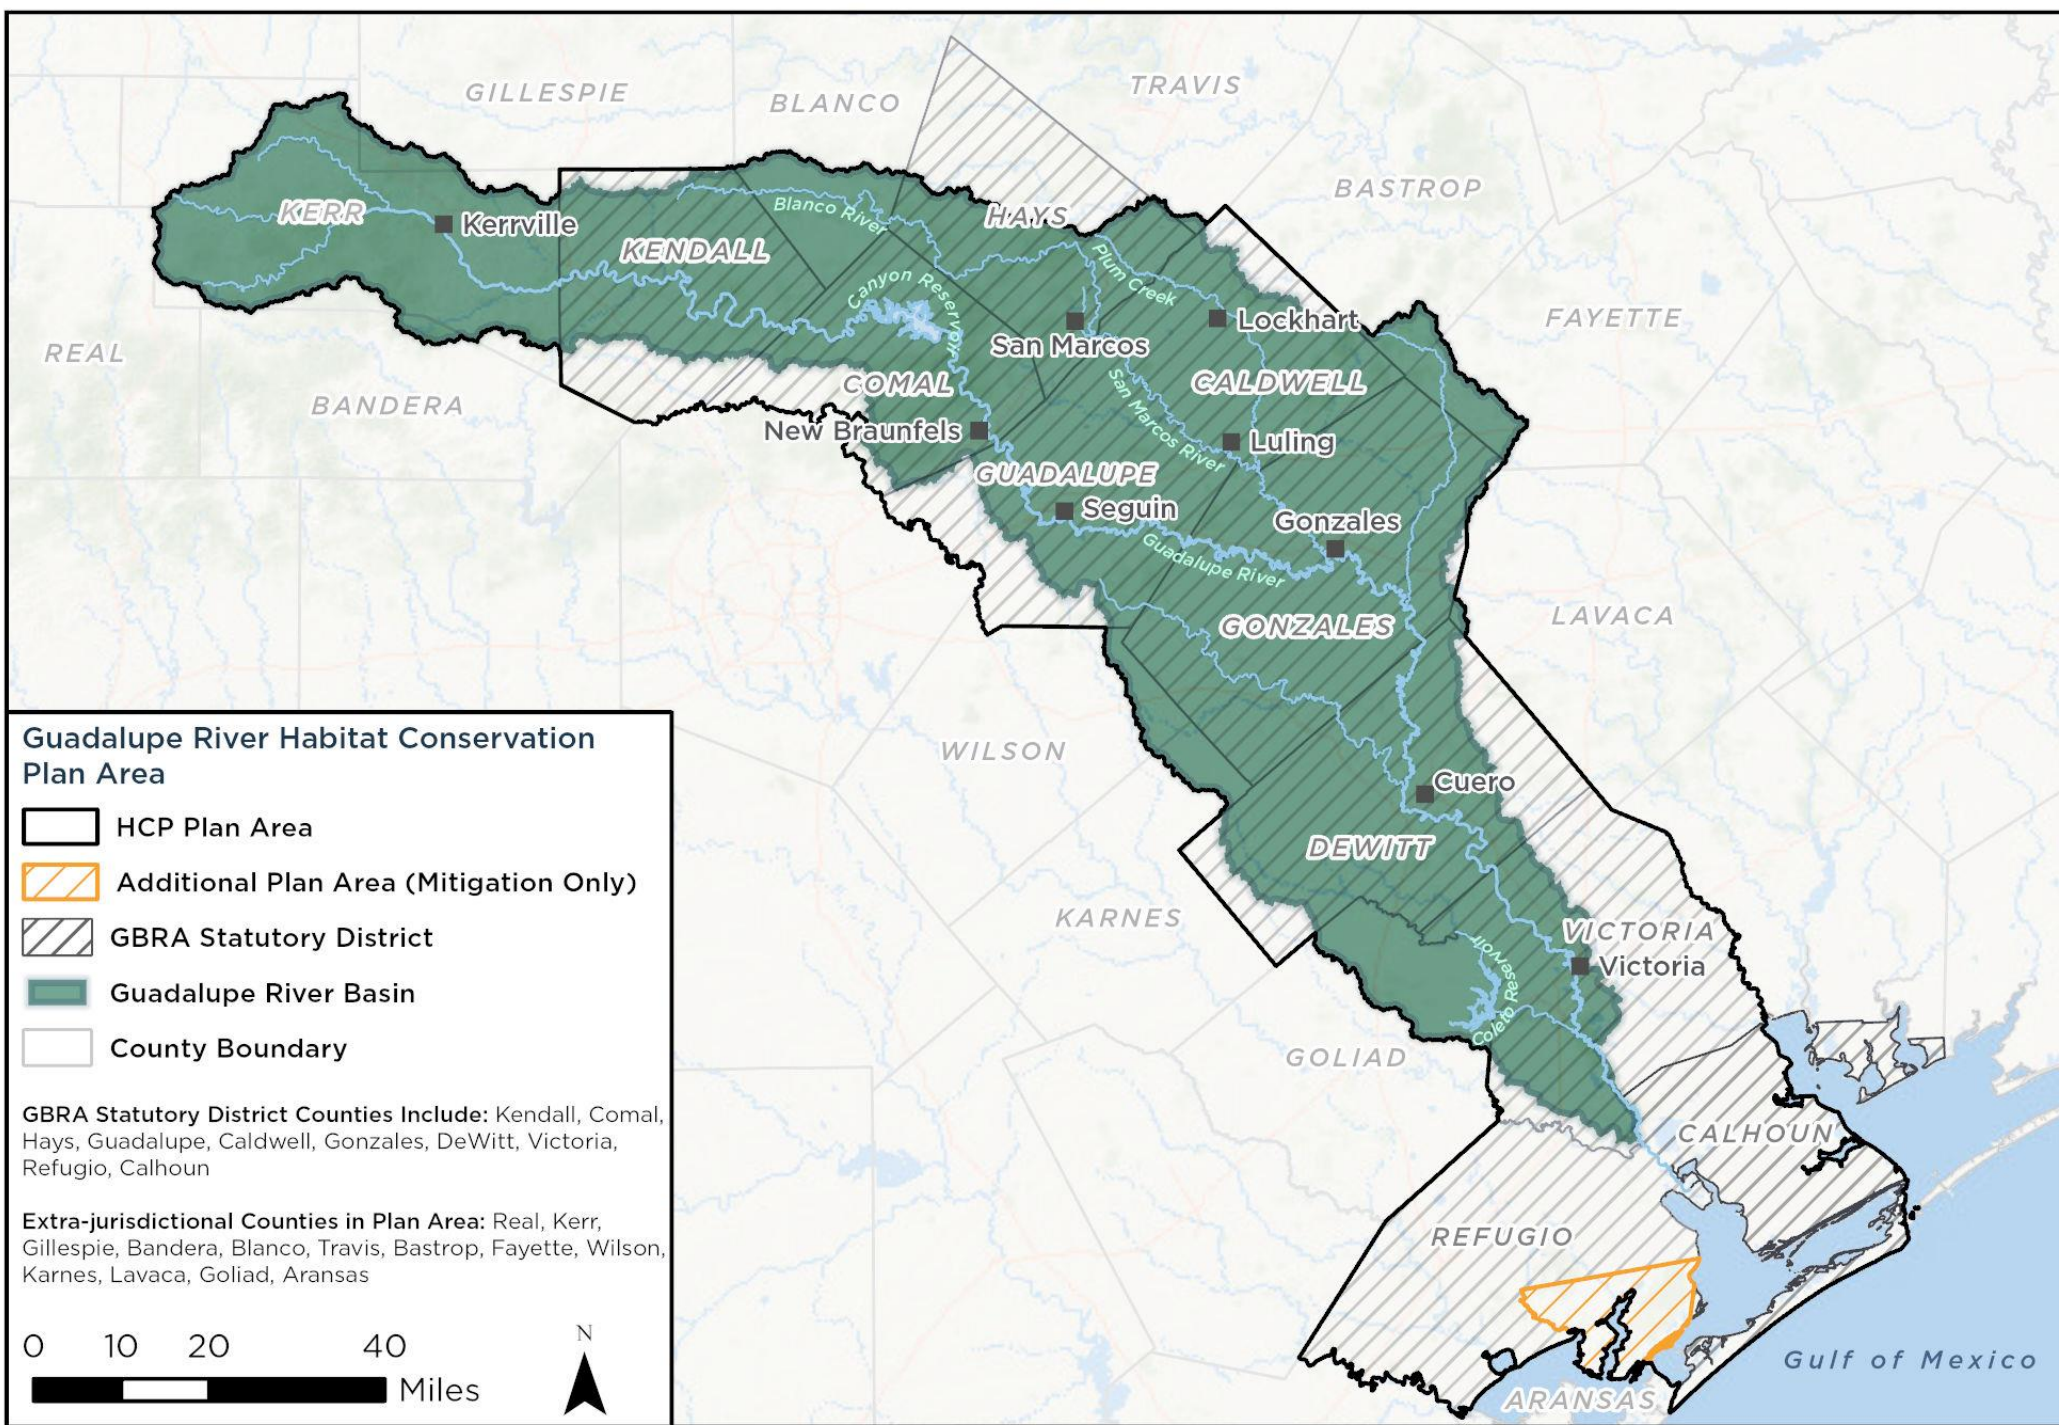 GILLESPIE
BLANCO
TRAVIS
BASTROP
KERR
Kerrville
Blanco River
HAYS
KENDALL
Plum Creek
Canyon Reservoir
Lockhart
FAYETTE
San Marcos
REAL
BANDERA
COMAL
CALDWELL
San Marcos River
New Braunfels
Luling
GUADALUPE
Seguin
Gonzales
Guadalupe River
GONZALES
LAVACA
WILSON
Cuero
DEWITT
KARNES
VICTORIA
Victoria
Coleto Reservoir
GOLIAD
CALHOUN
REFUGIO
Gulf of Mexico
ARANSAS
Guadalupe River Habitat Conservation
Plan Area
HCP Plan Area
Additional Plan Area (Mitigation Only)
GBRA Statutory District
Guadalupe River Basin
County Boundary
GBRA Statutory District Counties Include: Kendall, Comal,
Hays, Guadalupe, Caldwell, Gonzales, DeWitt, Victoria,
Refugio, Calhoun
Extra-jurisdictional Counties in Plan Area: Real, Kerr,
Gillespie, Bandera, Blanco, Travis, Bastrop, Fayette, Wilson,
Karnes, Lavaca, Goliad, Aransas
0 10 20 40
Miles
N